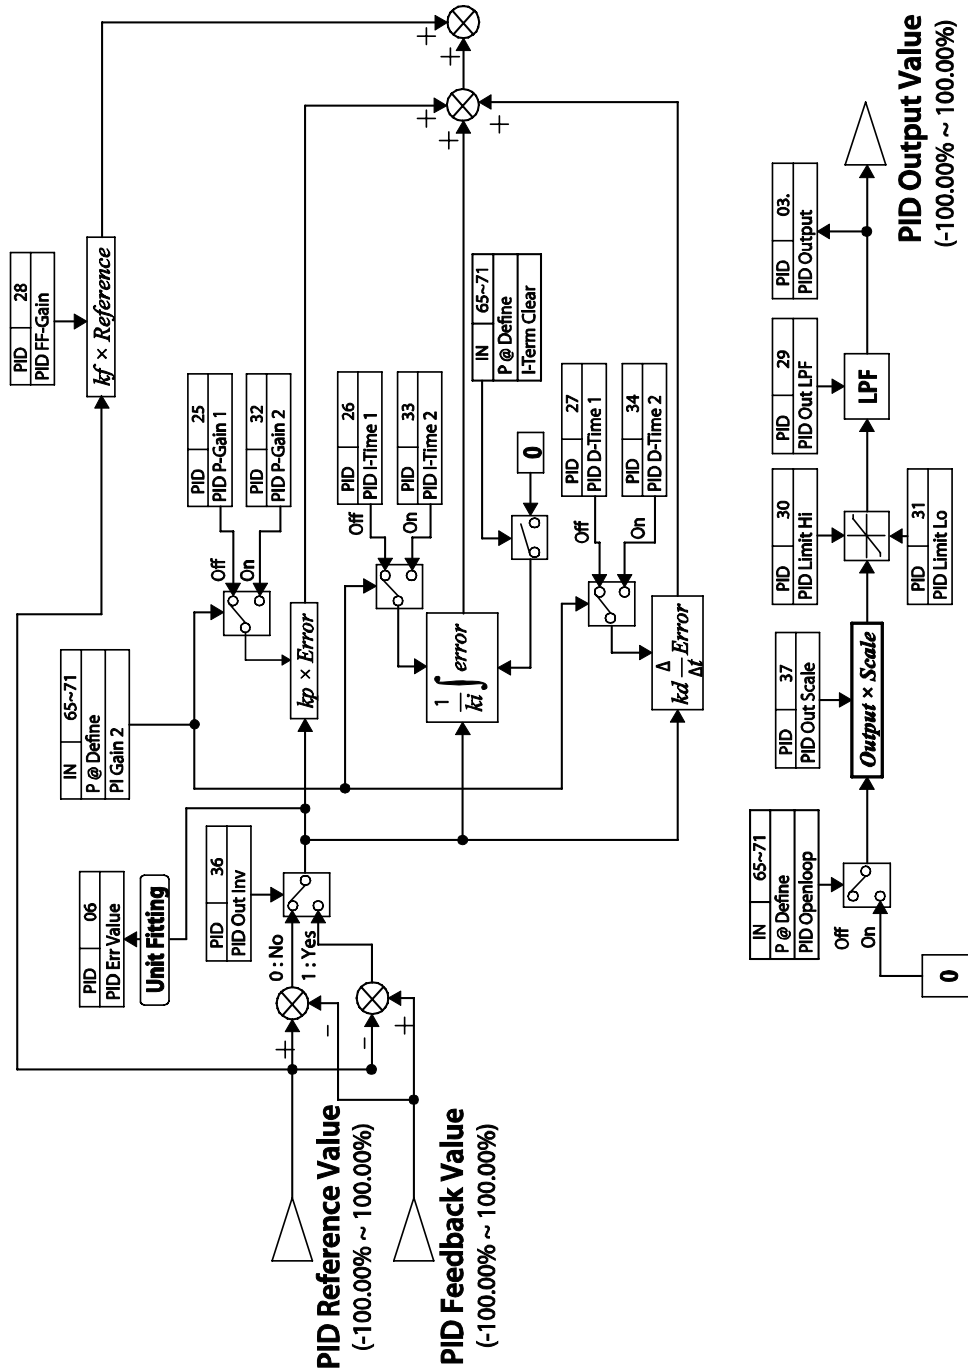 PID 28
PID FF-Gain
kf × Reference
IN 65~71
P @ Define
PI Gain 2
PID 25
PID P-Gain 1
PID 32
PID P-Gain 2
Off
On
kp × Error
PID 06
PID Err Value
Unit Fitting
PID 36
PID Out Inv
0 : No
1 : Yes
PID 26
PID I-Time 1
PID 33
PID I-Time 2
Off
On
1/ki ∫ error
IN 65~71
P @ Define
I-Term Clear
0
PID 27
PID D-Time 1
PID 34
PID D-Time 2
Off
On
kd Δ/Δt Error
+
+
+
+
+
+
-
-
+
PID Reference Value
(-100.00% ~ 100.00%)
PID Feedback Value
(-100.00% ~ 100.00%)
IN 65~71
P @ Define
PID Openloop
Off
On
0
PID 37
PID Out Scale
Output × Scale
PID 30
PID Limit Hi
PID 31
PID Limit Lo
PID 29
PID Out LPF
LPF
PID 03.
PID Output
PID Output Value
(-100.00% ~ 100.00%)